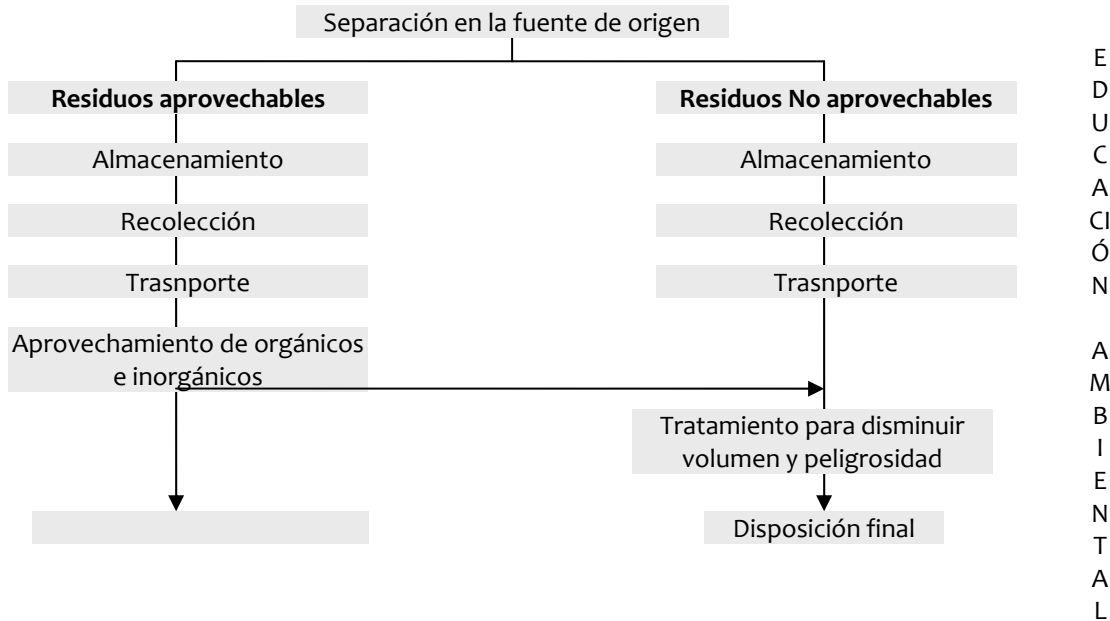 Separación en la fuente de origen
Residuos aprovechables
Almacenamiento
Recolección
Trasnporte
Aprovechamiento de orgánicos
e inorgánicos
Residuos No aprovechables
Almacenamiento
Recolección
Trasnporte
Tratamiento para disminuir
volumen y peligrosidad
Disposición final
E
D
U
C
A
CI
Ó
N
A
M
B
I
E
N
T
A
L